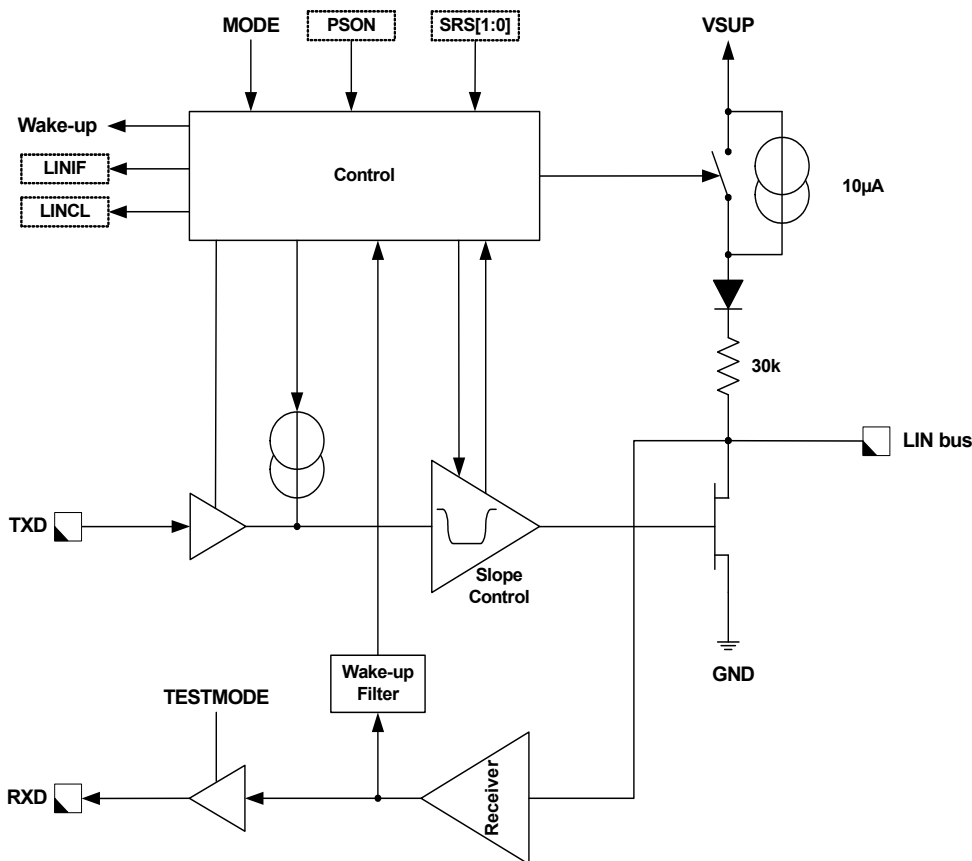 MODE
PSON
SRS[1:0]
VSUP
Wake-up
LINIF
LINCL
Control
10µA
30k
LIN bus
TXD
Slope
Control
GND
Wake-up
Filter
TESTMODE
RXD
Receiver